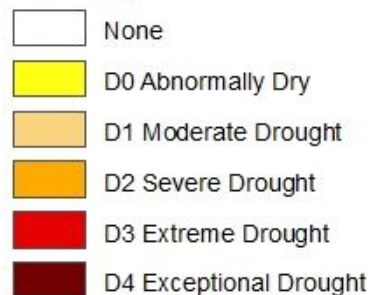 None
D0 Abnormally Dry
D1 Moderate Drought
D2 Severe Drought
D3 Extreme Drought
D4 Exceptional Drought